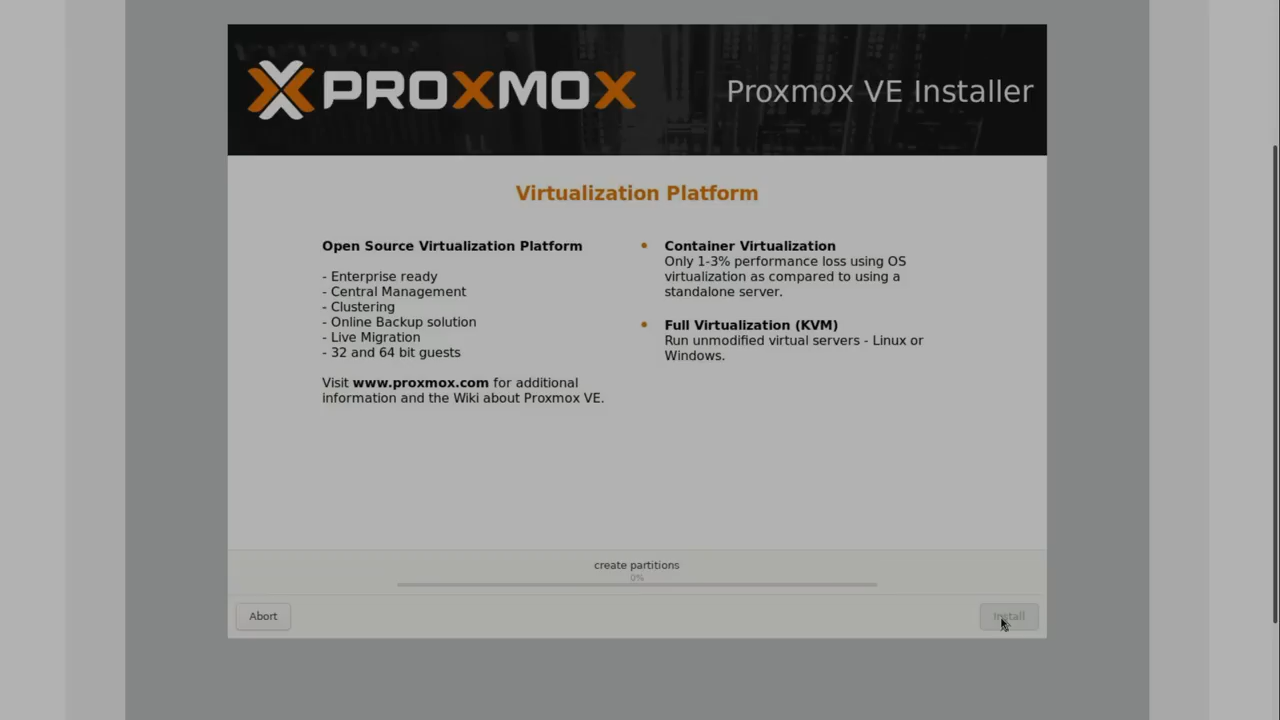 PROXMOX
Proxmox VE Installer
Virtualization Platform
Open Source Virtualization Platform
- Enterprise ready
- Central Management
- Clustering
- Online Backup solution
- Live Migration
- 32 and 64 bit guests
Visit www.proxmox.com for additional
information and the Wiki about Proxmox VE.
Container Virtualization
Only 1-3% performance loss using OS
virtualization as compared to using a
standalone server.
Full Virtualization (KVM)
Run unmodified virtual servers - Linux or
Windows.
create partitions
0%
Abort
Install